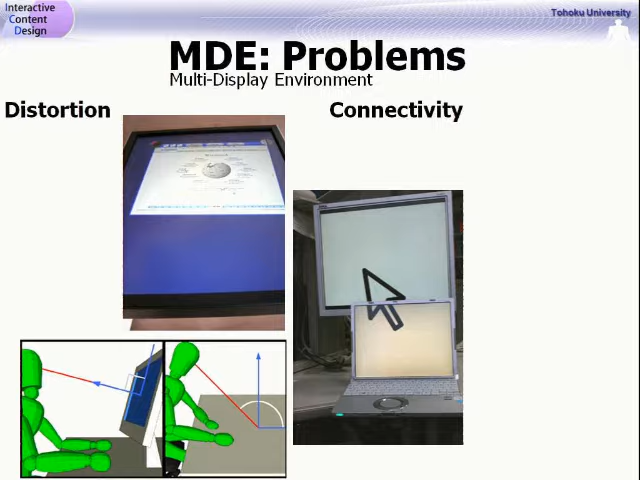 Interactive
Content
Design
Tohoku University
MDE: Problems
Multi-Display Environment
Distortion
Connectivity